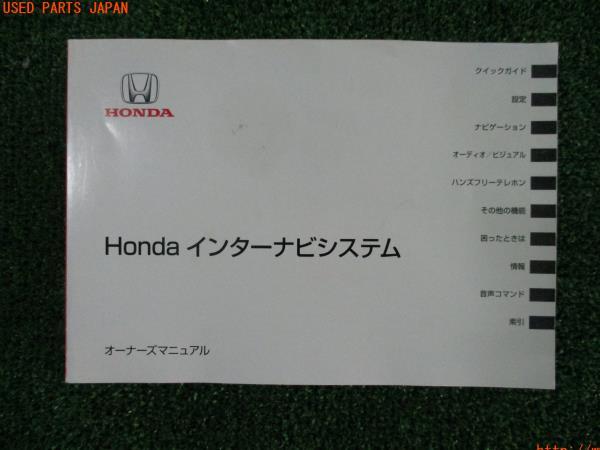 USED PARTS JAPAN
HONDA
クイックガイド
設定
ナビゲーション
オーディオ/ビジュアル
ハンズフリーテレホン
その他の機能
困ったときは
情報
音声コマンド
索引
Honda インターナビシステム
オーナーズマニュアル